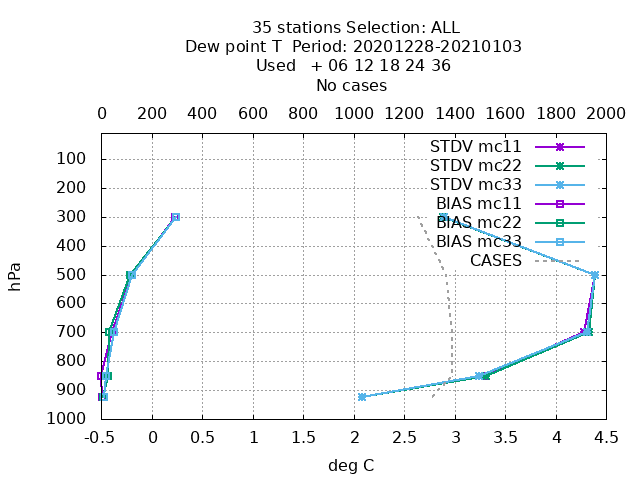 35 stations Selection: ALL
Dew point T  Period: 20201228-20210103
Used   + 06 12 18 24 36
No cases
0 200 400 600 800 1000 1200 1400 1600 1800 2000
STDV mc11
STDV mc22
STDV mc33
BIAS mc11
BIAS mc22
BIAS mc33
CASES
100
200
300
400
500
600
700
800
900
1000
hPa
-0.5 0 0.5 1 2 2.5 3 3.5 4 4.5
deg C